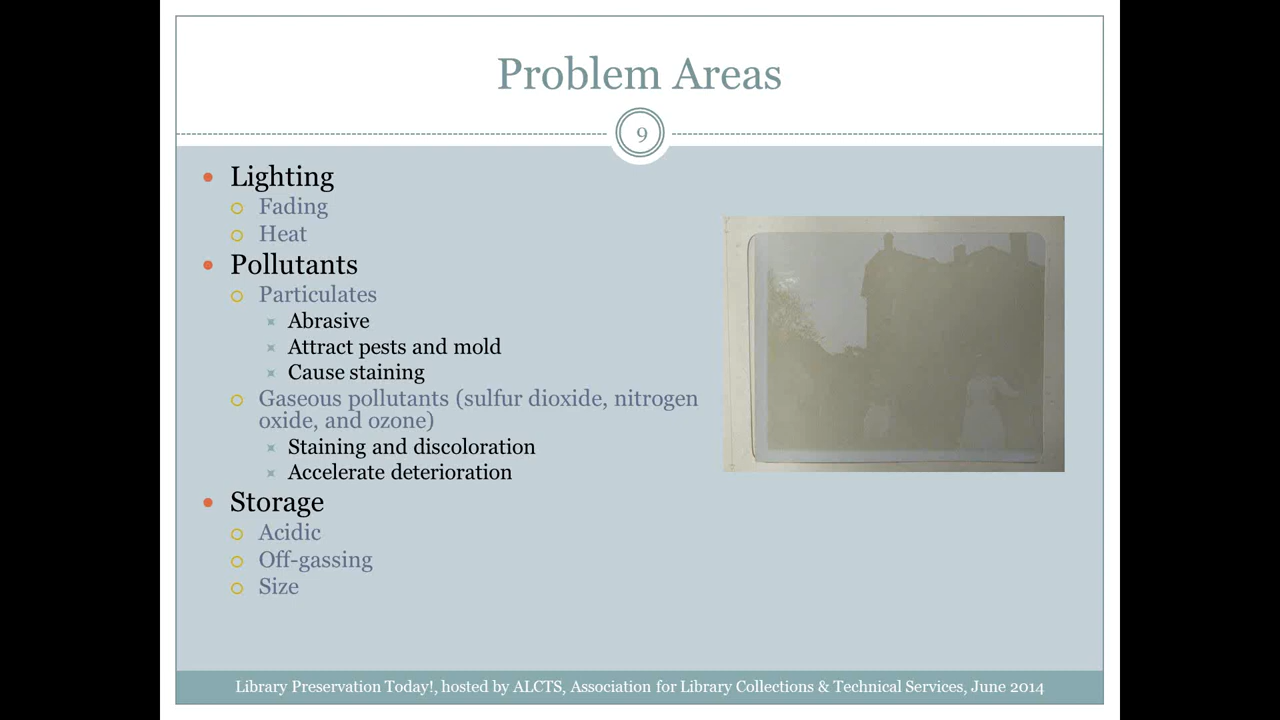 Problem Areas
9
Lighting
Fading
Heat
Pollutants
Particulates
Abrasive
Attract pests and mold
Cause staining
Gaseous pollutants (sulfur dioxide, nitrogen
oxide, and ozone)
Staining and discoloration
Accelerate deterioration
Storage
Acidic
Off-gassing
Size
Library Preservation Today!, hosted by ALCTS, Association for Library Collections & Technical Services, June 2014